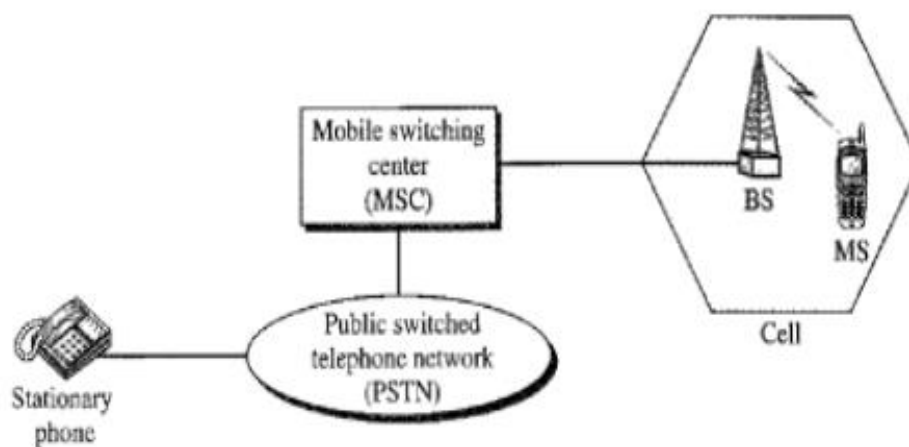 Mobile switching
center
(MSC)
BS
MS
Cell
Public switched
telephone network
(PSTN)
Stationary
phone